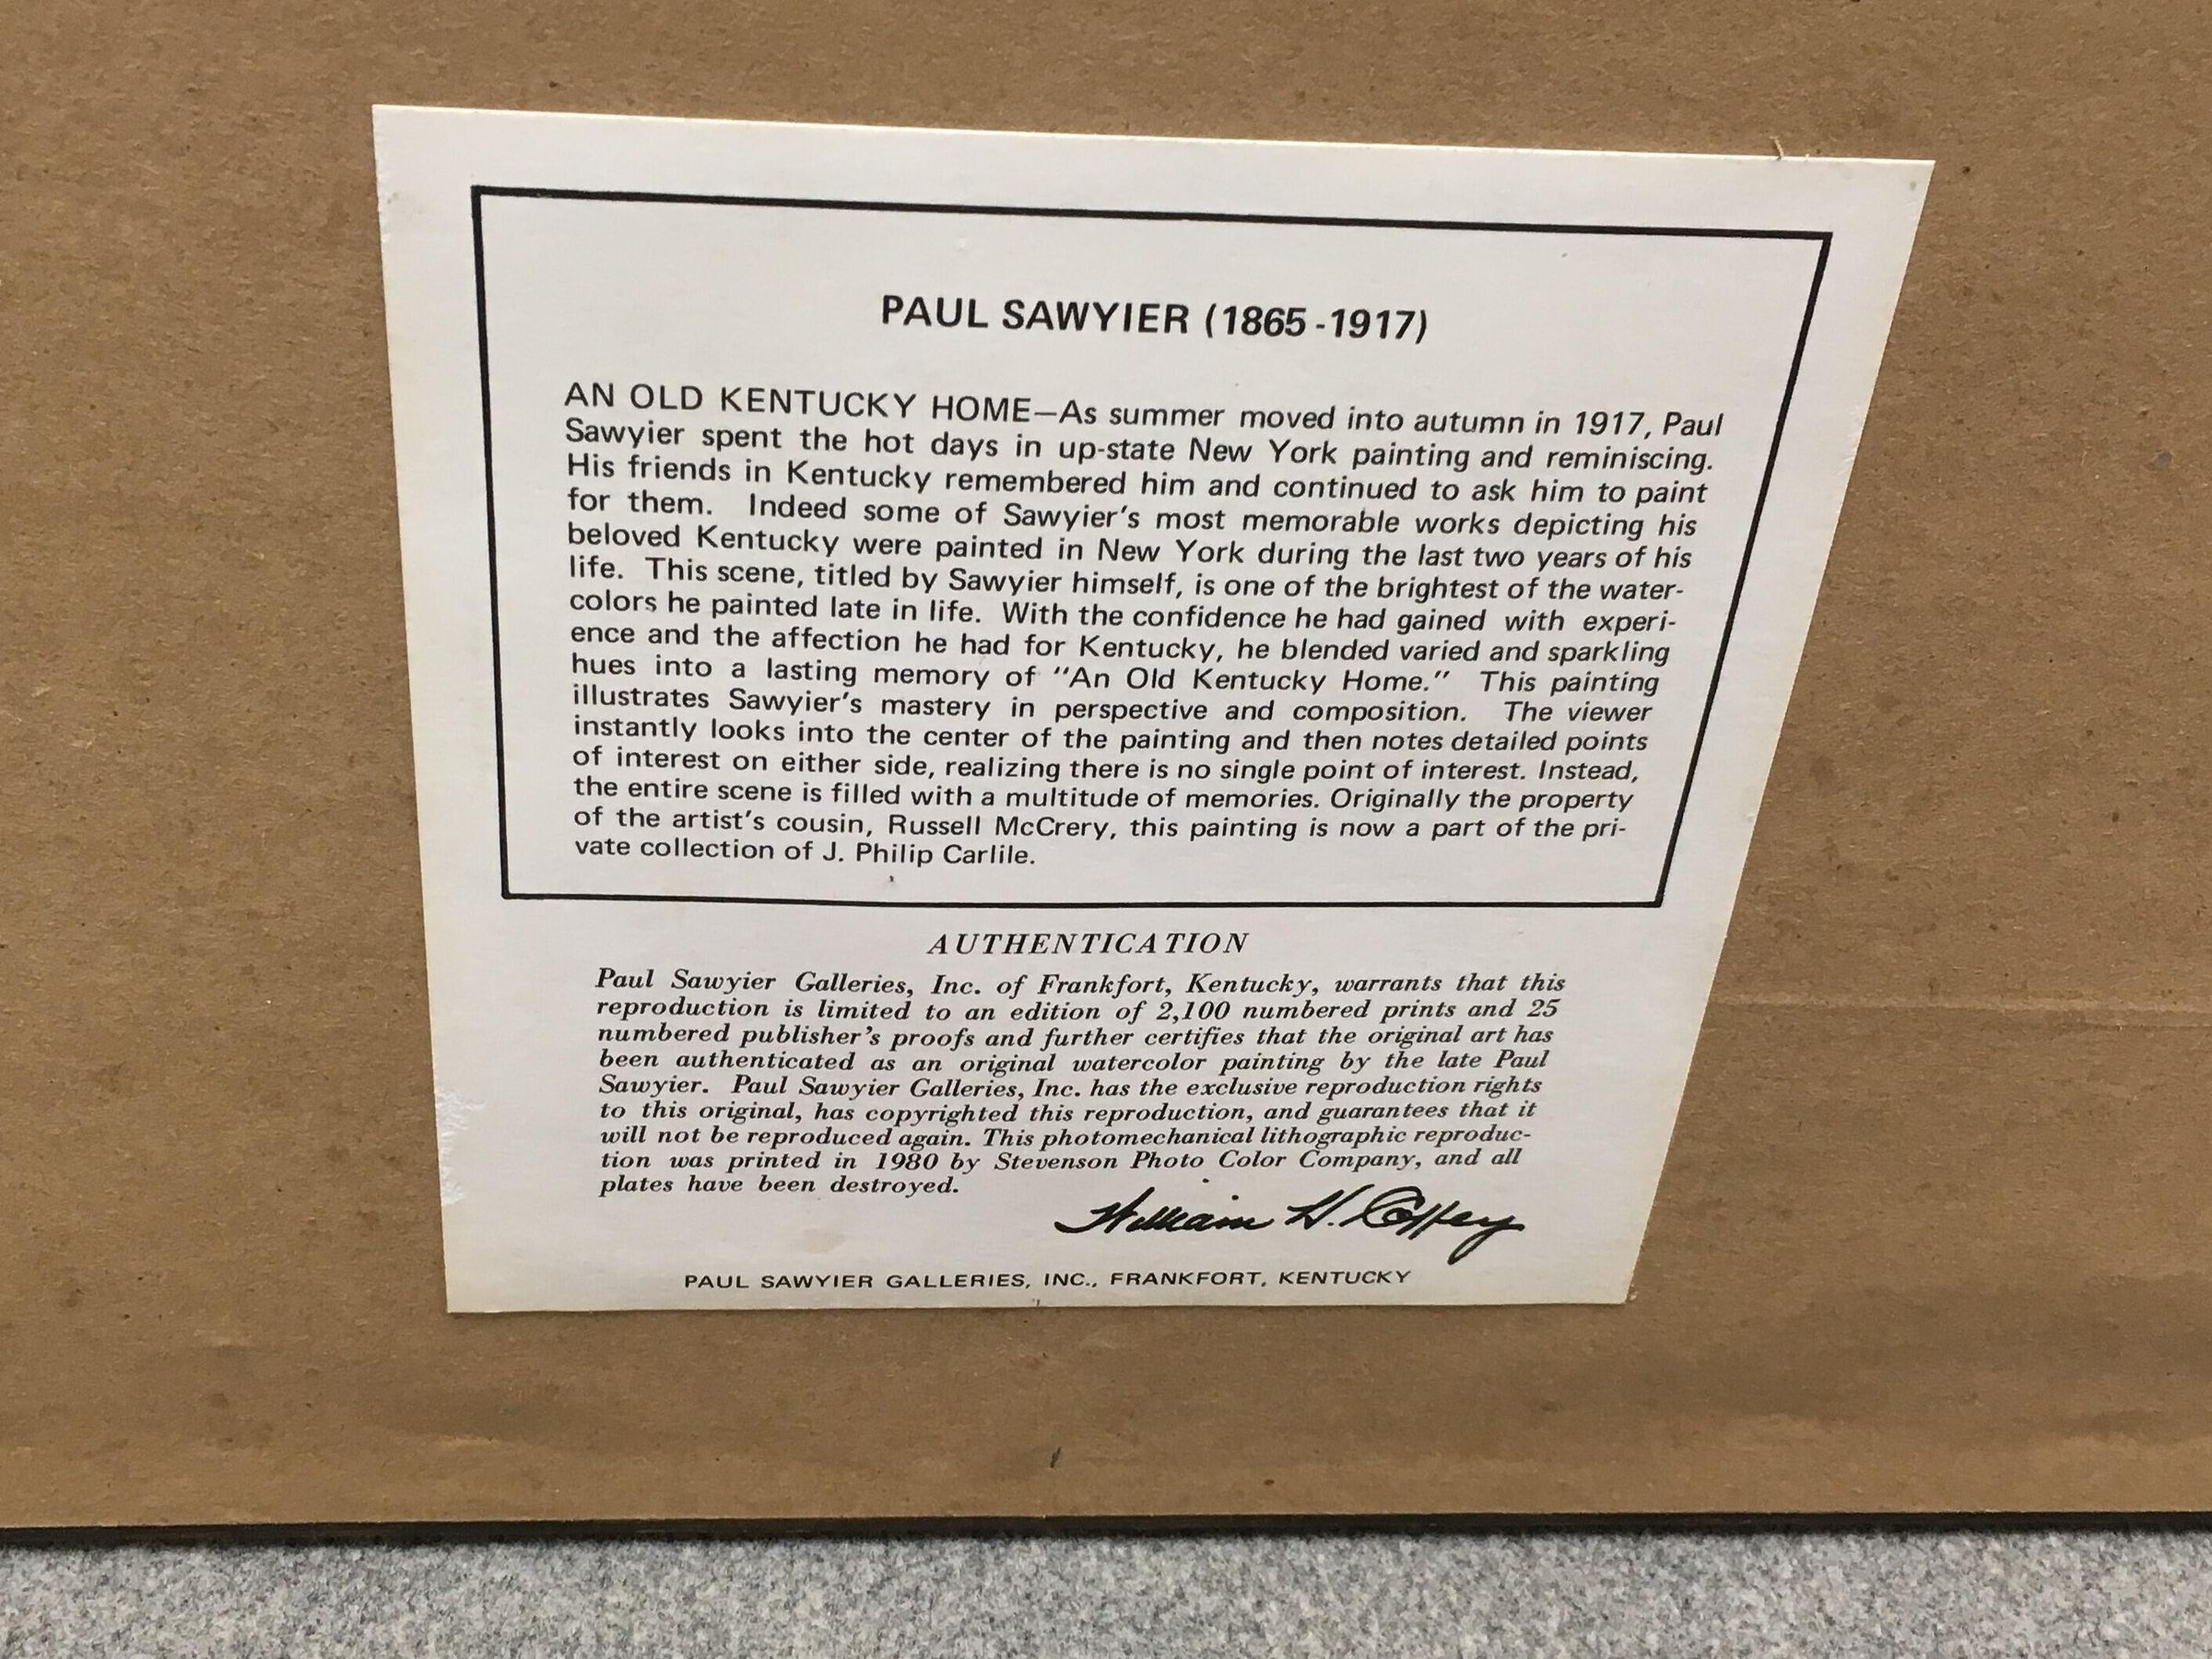 PAUL SAWYIER (1865-1917)
AN OLD KENTUCKY HOME—As summer moved into autumn in 1917, Paul
Sawyier spent the hot days in up-state New York painting and reminiscing.
His friends in Kentucky remembered him and continued to ask him to paint
for them. Indeed some of Sawyier's most memorable works depicting his
beloved Kentucky were painted in New York during the last two years of his
life. This scene, titled by Sawyier himself, is one of the brightest of the water-
colors he painted late in life. With the confidence he had gained with experi-
ence and the affection he had for Kentucky, he blended varied and sparkling
hues into a lasting memory of "An Old Kentucky Home." This painting
illustrates Sawyier's mastery in perspective and composition. The viewer
instantly looks into the center of the painting and then notes detailed points
of interest on either side, realizing there is no single point of interest. Instead,
the entire scene is filled with a multitude of memories. Originally the property
of the artist's cousin, Russell McCrery, this painting is now a part of the pri-
vate collection of J. Philip Carlile.
AUTHENTICATION
Paul Sawyier Galleries, Inc. of Frankfort, Kentucky, warrants that this
reproduction is limited to an edition of 2,100 numbered prints and 25
numbered publisher's proofs and further certifies that the original art has
been authenticated as an original watercolor painting by the late Paul
Sawyier. Paul Sawyier Galleries, Inc. has the exclusive reproduction rights
to this original, has copyrighted this reproduction, and guarantees that it
will not be reproduced again. This photomechanical lithographic reproduc-
tion was printed in 1980 by Stevenson Photo Color Company, and all
plates have been destroyed.
William H. Coffey
PAUL SAWYIER GALLERIES, INC., FRANKFORT, KENTUCKY